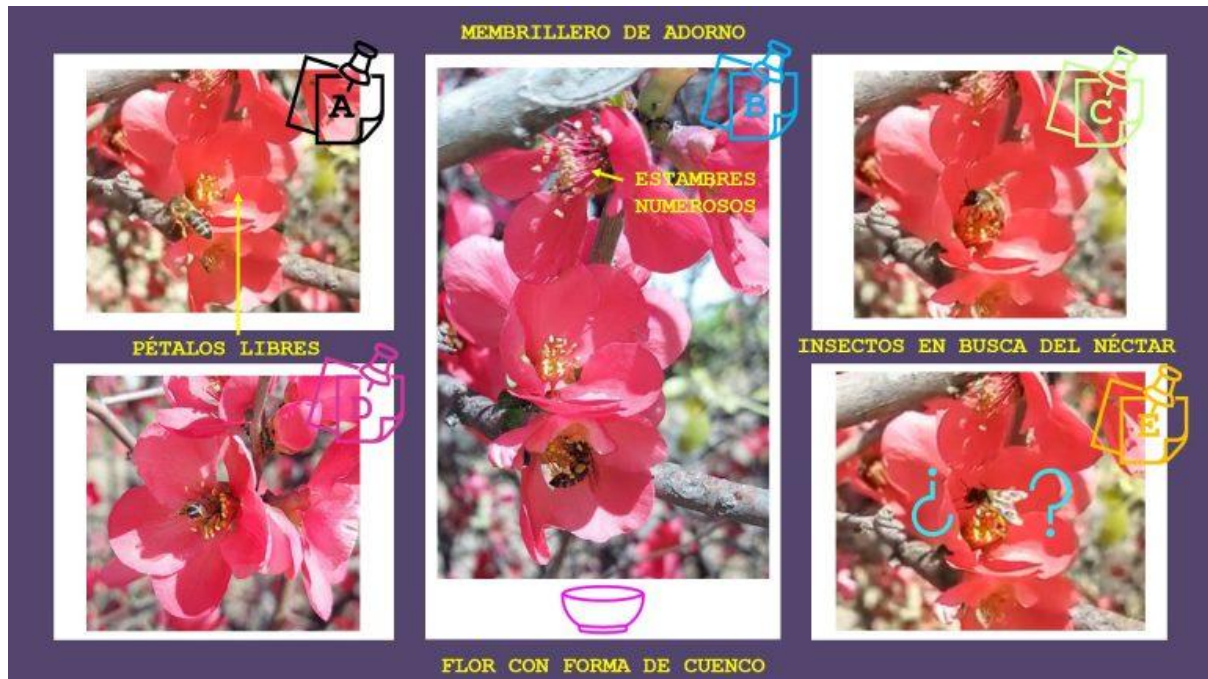 MEMBRILLERO DE ADORNO
A
B
C
ESTAMBRES
NUMEROSOS
PÉTALOS LIBRES
INSECTOS EN BUSCA DEL NÉCTAR
D
E
¿ ?
FLOR CON FORMA DE CUENCO